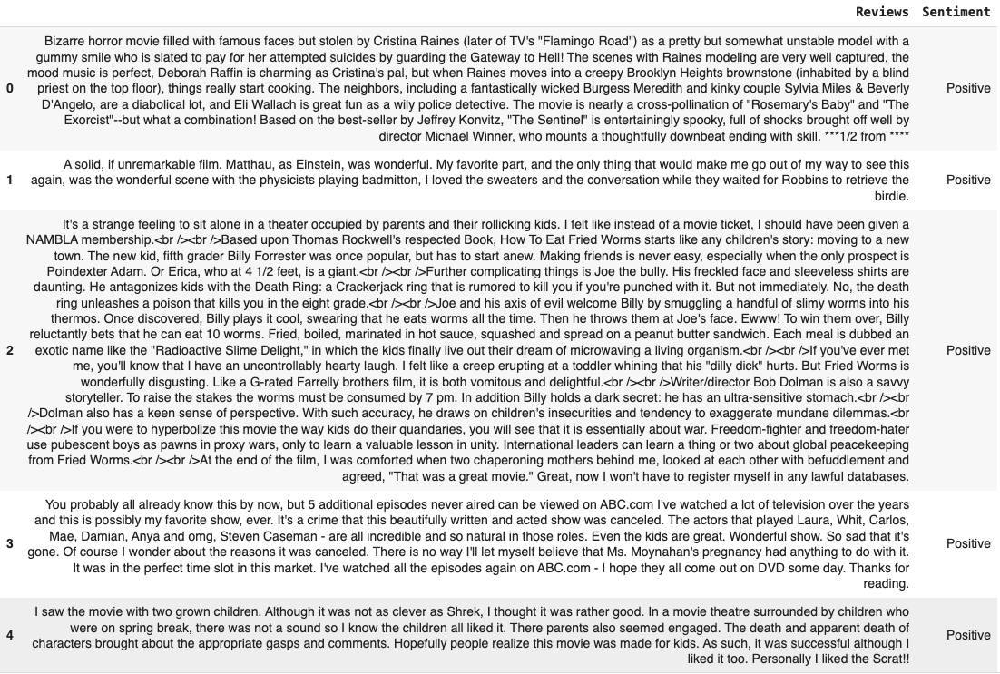 Reviews Sentiment
Bizarre horror movie filled with famous faces but stolen by Cristina Raines (later of TV's "Flamingo Road") as a pretty but somewhat unstable model with a
gummy smile who is slated to pay for her attempted suicides by guarding the Gateway to Hell! The scenes with Raines modeling are very well captured, the
mood music is perfect, Deborah Raffin is charming as Cristina's pal, but when Raines moves into a creepy Brooklyn Heights brownstone (inhabited by a blind
0 priest on the top floor), things really start cooking. The neighbors, including a fantastically wicked Burgess Meredith and kinky couple Sylvia Miles & Beverly Positive
D'Angelo, are a diabolical lot, and Eli Wallach is great fun as a wily police detective. The movie is nearly a cross-pollination of "Rosemary's Baby" and "The
Exorcist"--but what a combination! Based on the best-seller by Jeffrey Konvitz, "The Sentinel" is entertainingly spooky, full of shocks brought off well by
director Michael Winner, who mounts a thoughtfully downbeat ending with skill. ***1/2 from ****
A solid, if unremarkable film. Matthau, as Einstein, was wonderful. My favorite part, and the only thing that would make me go out of my way to see this
1 again, was the wonderful scene with the physicists playing badmitton, I loved the sweaters and the conversation while they waited for Robbins to retrieve the Positive
birdie.
It's a strange feeling to sit alone in a theater occupied by parents and their rollicking kids. I felt like instead of a movie ticket, I should have been given a
NAMBLA membership.<br /><br />Based upon Thomas Rockwell's respected Book, How To Eat Fried Worms starts like any children's story: moving to a new
town. The new kid, fifth grader Billy Forrester was once popular, but has to start anew. Making friends is never easy, especially when the only prospect is
Poindexter Adam. Or Erica, who at 4 1/2 feet, is a giant.<br /><br />Further complicating things is Joe the bully. His freckled face and sleeveless shirts are
daunting. He antagonizes kids with the Death Ring: a Crackerjack ring that is rumored to kill you if you're punched with it. But not immediately. No, the death
ring unleashes a poison that kills you in the eight grade.<br /><br />Joe and his axis of evil welcome Billy by smuggling a handful of slimy worms into his
thermos. Once discovered, Billy plays it cool, swearing that he eats worms all the time. Then he throws them at Joe's face. Ewww! To win them over, Billy
reluctantly bets that he can eat 10 worms. Fried, boiled, marinated in hot sauce, squashed and spread on a peanut butter sandwich. Each meal is dubbed an
2 exotic name like the "Radioactive Slime Delight," in which the kids finally live out their dream of microwaving a living organism.<br /><br />If you've ever met Positive
me, you'll know that I have an uncontrollably hearty laugh. I felt like a creep erupting at a toddler whining that his "dilly dick" hurts. But Fried Worms is
wonderfully disgusting. Like a G-rated Farrelly brothers film, it is both vomitous and delightful.<br /><br />Writer/director Bob Dolman is also a savvy
storyteller. To raise the stakes the worms must be consumed by 7 pm. In addition Billy holds a dark secret: he has an ultra-sensitive stomach.<br /><br
/>Dolman also has a keen sense of perspective. With such accuracy, he draws on children's insecurities and tendency to exaggerate mundane dilemmas.<br
/><br />If you were to hyperbolize this movie the way kids do their quandaries, you will see that it is essentially about war. Freedom-fighter and freedom-hater
use pubescent boys as pawns in proxy wars, only to learn a valuable lesson in unity. International leaders can learn a thing or two about global peacekeeping
from Fried Worms.<br /><br />At the end of the film, I was comforted when two chaperoning mothers behind me, looked at each other with befuddlement and
agreed, "That was a great movie." Great, now I won't have to register myself in any lawful databases.
You probably all already know this by now, but 5 additional episodes never aired can be viewed on ABC.com I've watched a lot of television over the years
and this is possibly my favorite show, ever. It's a crime that this beautifully written and acted show was canceled. The actors that played Laura, Whit, Carlos,
3 Mae, Damian, Anya and omg, Steven Caseman - are all incredible and so natural in those roles. Even the kids are great. Wonderful show. So sad that it's Positive
gone. Of course I wonder about the reasons it was canceled. There is no way I'll let myself believe that Ms. Moynahan's pregnancy had anything to do with it.
It was in the perfect time slot in this market. I've watched all the episodes again on ABC.com - I hope they all come out on DVD some day. Thanks for
reading.
I saw the movie with two grown children. Although it was not as clever as Shrek, I thought it was rather good. In a movie theatre surrounded by children who
4 were on spring break, there was not a sound so I know the children all liked it. There parents also seemed engaged. The death and apparent death of Positive
characters brought about the appropriate gasps and comments. Hopefully people realize this movie was made for kids. As such, it was successful although I
liked it too. Personally I liked the Scrat!!